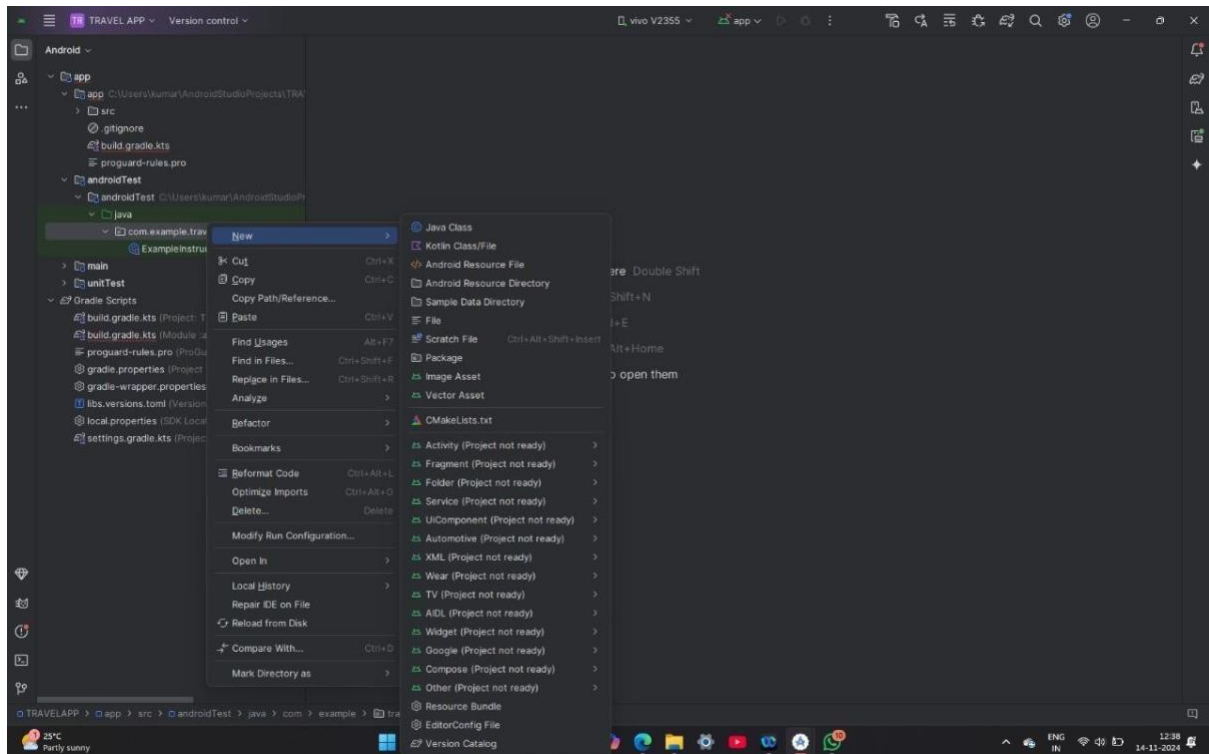 TR TRAVEL APP Version control vivo V2355 app
Android
app
app C:\Users\kumar\AndroidStudioProjects\TRA
src
.gitignore
build.gradle.kts
proguard-rules.pro
androidTest
androidTest C:\Users\kumar\AndroidStudioPr
java
com.example.trav
ExampleInstru
main
unitTest
Gradle Scripts
build.gradle.kts (Project: T
build.gradle.kts (Module :a
proguard-rules.pro (ProGu
gradle.properties (Project
gradle-wrapper.properties
libs.versions.toml (Version
local.properties (SDK Locat
settings.gradle.kts (Projec
New
Cut Ctrl+X
Copy Ctrl+C
Copy Path/Reference...
Paste Ctrl+V
Find Usages Alt+F7
Find in Files... Ctrl+Shift+F
Replace in Files... Ctrl+Shift+R
Analyze
Refactor
Bookmarks
Reformat Code Ctrl+Alt+L
Optimize Imports Ctrl+Alt+O
Delete... Delete
Modify Run Configuration...
Open In
Local History
Repair IDE on File
Reload from Disk
Compare With... Ctrl+D
Mark Directory as
Java Class
Kotlin Class/File
Android Resource File
Android Resource Directory
Sample Data Directory
File
Scratch File Ctrl+Alt+Shift+Insert
Package
Image Asset
Vector Asset
CMakeLists.txt
Activity (Project not ready)
Fragment (Project not ready)
Folder (Project not ready)
Service (Project not ready)
UiComponent (Project not ready)
Automotive (Project not ready)
XML (Project not ready)
Wear (Project not ready)
TV (Project not ready)
AIDL (Project not ready)
Widget (Project not ready)
Google (Project not ready)
Compose (Project not ready)
Other (Project not ready)
Resource Bundle
EditorConfig File
Version Catalog
ere Double Shift
Shift+N
+E
Alt+Home
o open them
TRAVELAPP > app > src > androidTest > java > com > example > tra
25°C
Partly sunny
ENG
IN
12:38
14-11-2024